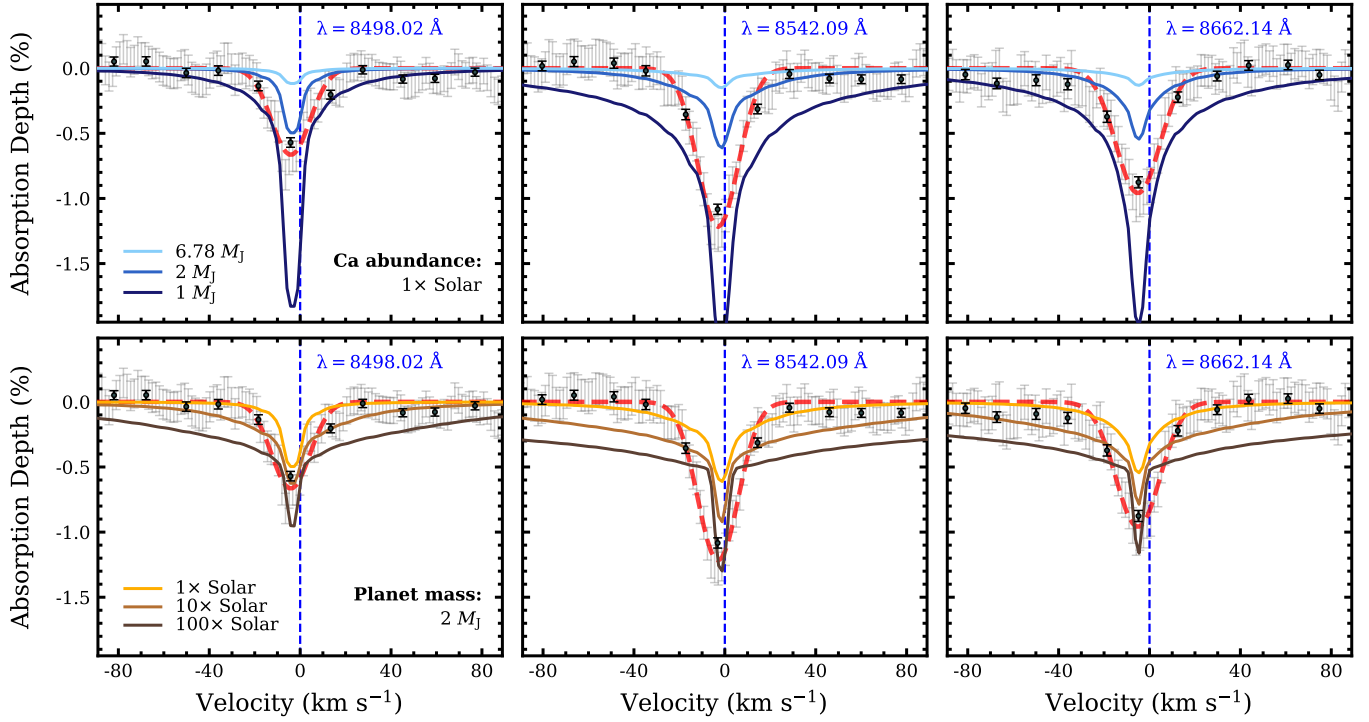 λ = 8498.02 Å
λ = 8542.09 Å
λ = 8662.14 Å
Absorption Depth (%)
0.0
-0.5
-1.0
-1.5
6.78 M_J
2 M_J
1 M_J
Ca abundance:
1× Solar
λ = 8498.02 Å
λ = 8542.09 Å
λ = 8662.14 Å
Absorption Depth (%)
0.0
-0.5
-1.0
-1.5
1× Solar
10× Solar
100× Solar
Planet mass:
2 M_J
-80 -40 0 40 80
-80 -40 0 40 80
-80 -40 0 40 80
Velocity (km s⁻¹)
Velocity (km s⁻¹)
Velocity (km s⁻¹)